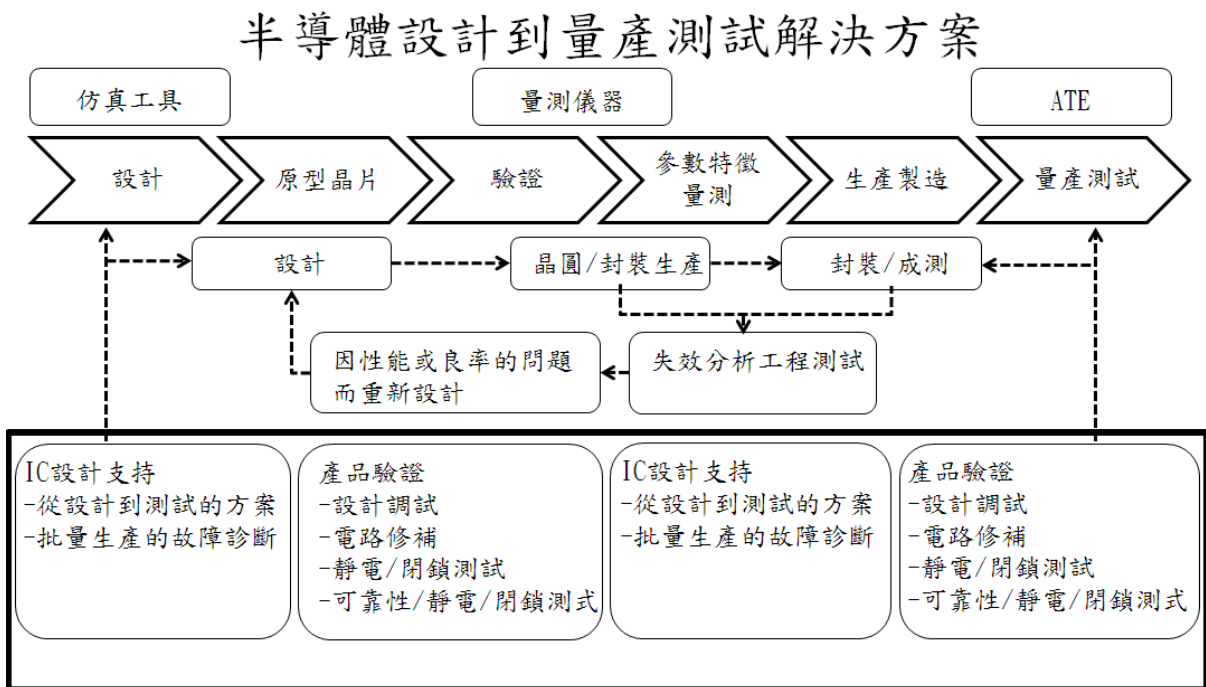 半導體設計到量產測試解決方案
仿真工具
量測儀器
ATE
設計
原型晶片
驗證
參數特徵
量測
生產製造
量產測試
設計
晶圓/封裝生產
封裝/成測
因性能或良率的問題
而重新設計
失效分析工程測試
IC設計支持
-從設計到測試的方案
-批量生產的故障診斷
產品驗證
-設計調試
-電路修補
-靜電/閉鎖測試
-可靠性/靜電/閉鎖測式
IC設計支持
-從設計到測試的方案
-批量生產的故障診斷
產品驗證
-設計調試
-電路修補
-靜電/閉鎖測試
-可靠性/靜電/閉鎖測式